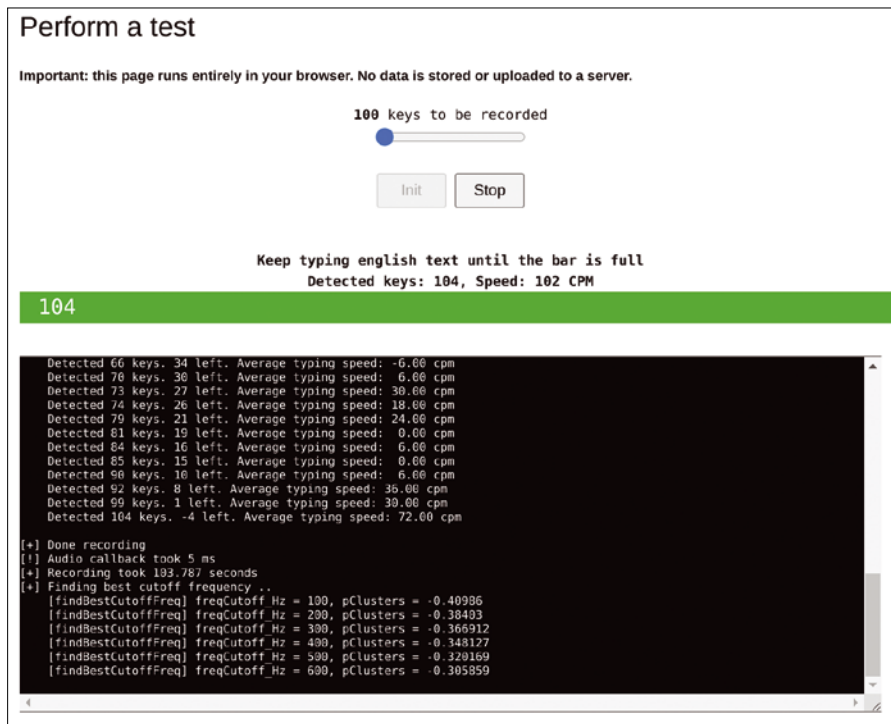 Perform a test
Important: this page runs entirely in your browser. No data is stored or uploaded to a server.
100 keys to be recorded
Init Stop
Keep typing english text until the bar is full
Detected keys: 104, Speed: 102 CPM
104
Detected 66 keys. 34 left. Average typing speed: -6.00 cpm
Detected 70 keys. 30 left. Average typing speed:  6.00 cpm
Detected 73 keys. 27 left. Average typing speed: 30.00 cpm
Detected 74 keys. 26 left. Average typing speed: 18.00 cpm
Detected 79 keys. 21 left. Average typing speed: 24.00 cpm
Detected 81 keys. 19 left. Average typing speed:  0.00 cpm
Detected 84 keys. 16 left. Average typing speed:  6.00 cpm
Detected 85 keys. 15 left. Average typing speed:  0.00 cpm
Detected 90 keys. 10 left. Average typing speed:  6.00 cpm
Detected 92 keys. 8 left. Average typing speed: 36.00 cpm
Detected 99 keys. 1 left. Average typing speed: 30.00 cpm
Detected 104 keys. -4 left. Average typing speed: 72.00 cpm
[+] Done recording
[!] Audio callback took 5 ms
[+] Recording took 103.787 seconds
[+] Finding best cutoff frequency ..
[findBestCutoffFreq] freqCutoff_Hz = 100, pClusters = -0.40986
[findBestCutoffFreq] freqCutoff_Hz = 200, pClusters = -0.38403
[findBestCutoffFreq] freqCutoff_Hz = 300, pClusters = -0.366912
[findBestCutoffFreq] freqCutoff_Hz = 400, pClusters = -0.348127
[findBestCutoffFreq] freqCutoff_Hz = 500, pClusters = -0.320169
[findBestCutoffFreq] freqCutoff_Hz = 600, pClusters = -0.305859